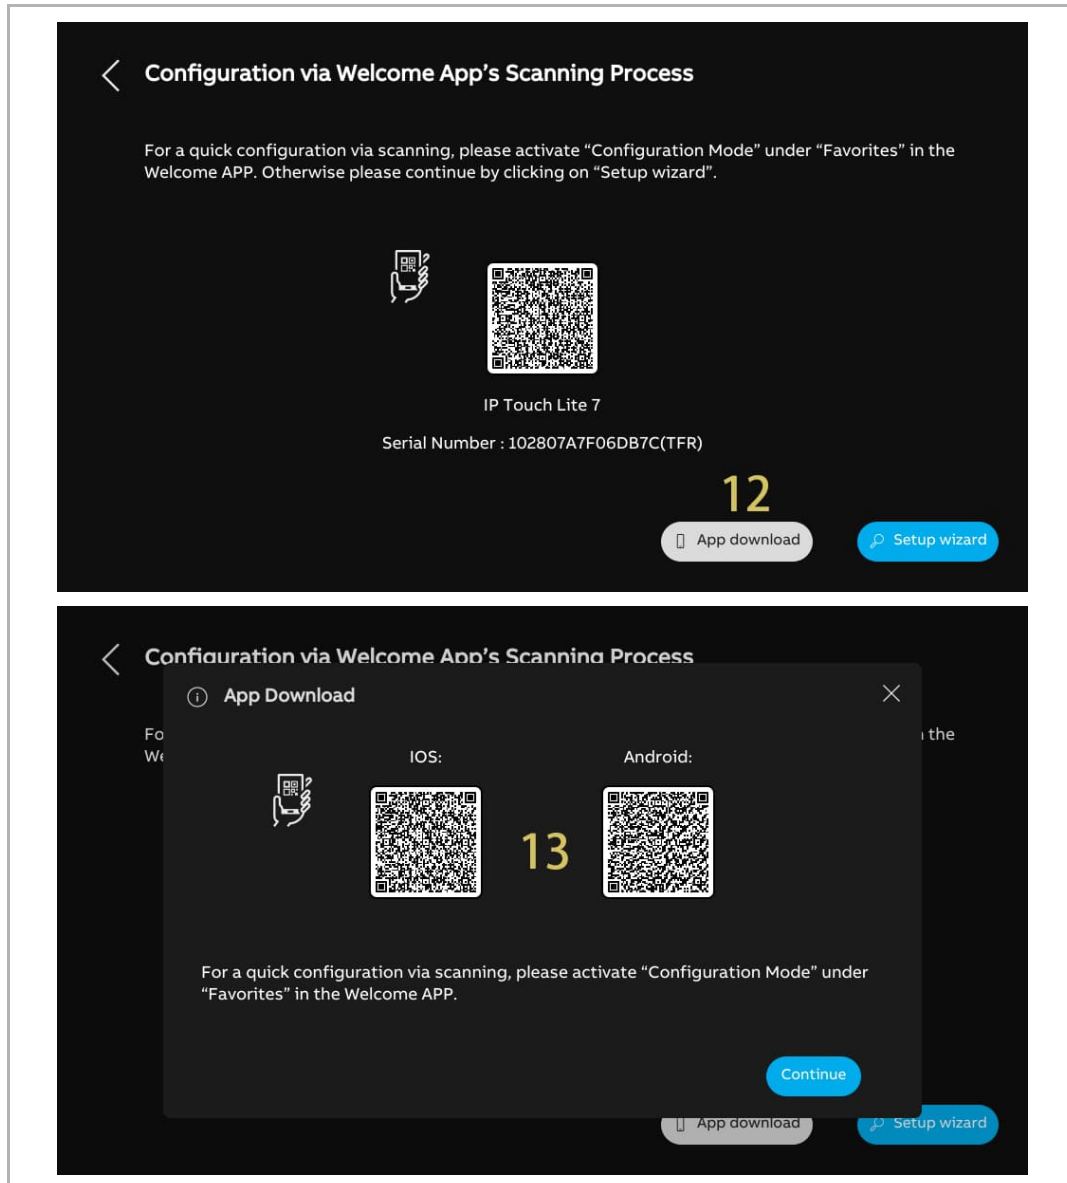 Configuration via Welcome App's Scanning Process
For a quick configuration via scanning, please activate “Configuration Mode” under “Favorites” in the
Welcome APP. Otherwise please continue by clicking on “Setup wizard”.
IP Touch Lite 7
Serial Number : 102807A7F06DB7C(TFR)
12
App download
Setup wizard
Configuration via Welcome App's Scanning Process
App Download
Fo
the
We
IOS:
Android:
13
For a quick configuration via scanning, please activate “Configuration Mode” under
“Favorites” in the Welcome APP.
Continue
App download
Setup wizard